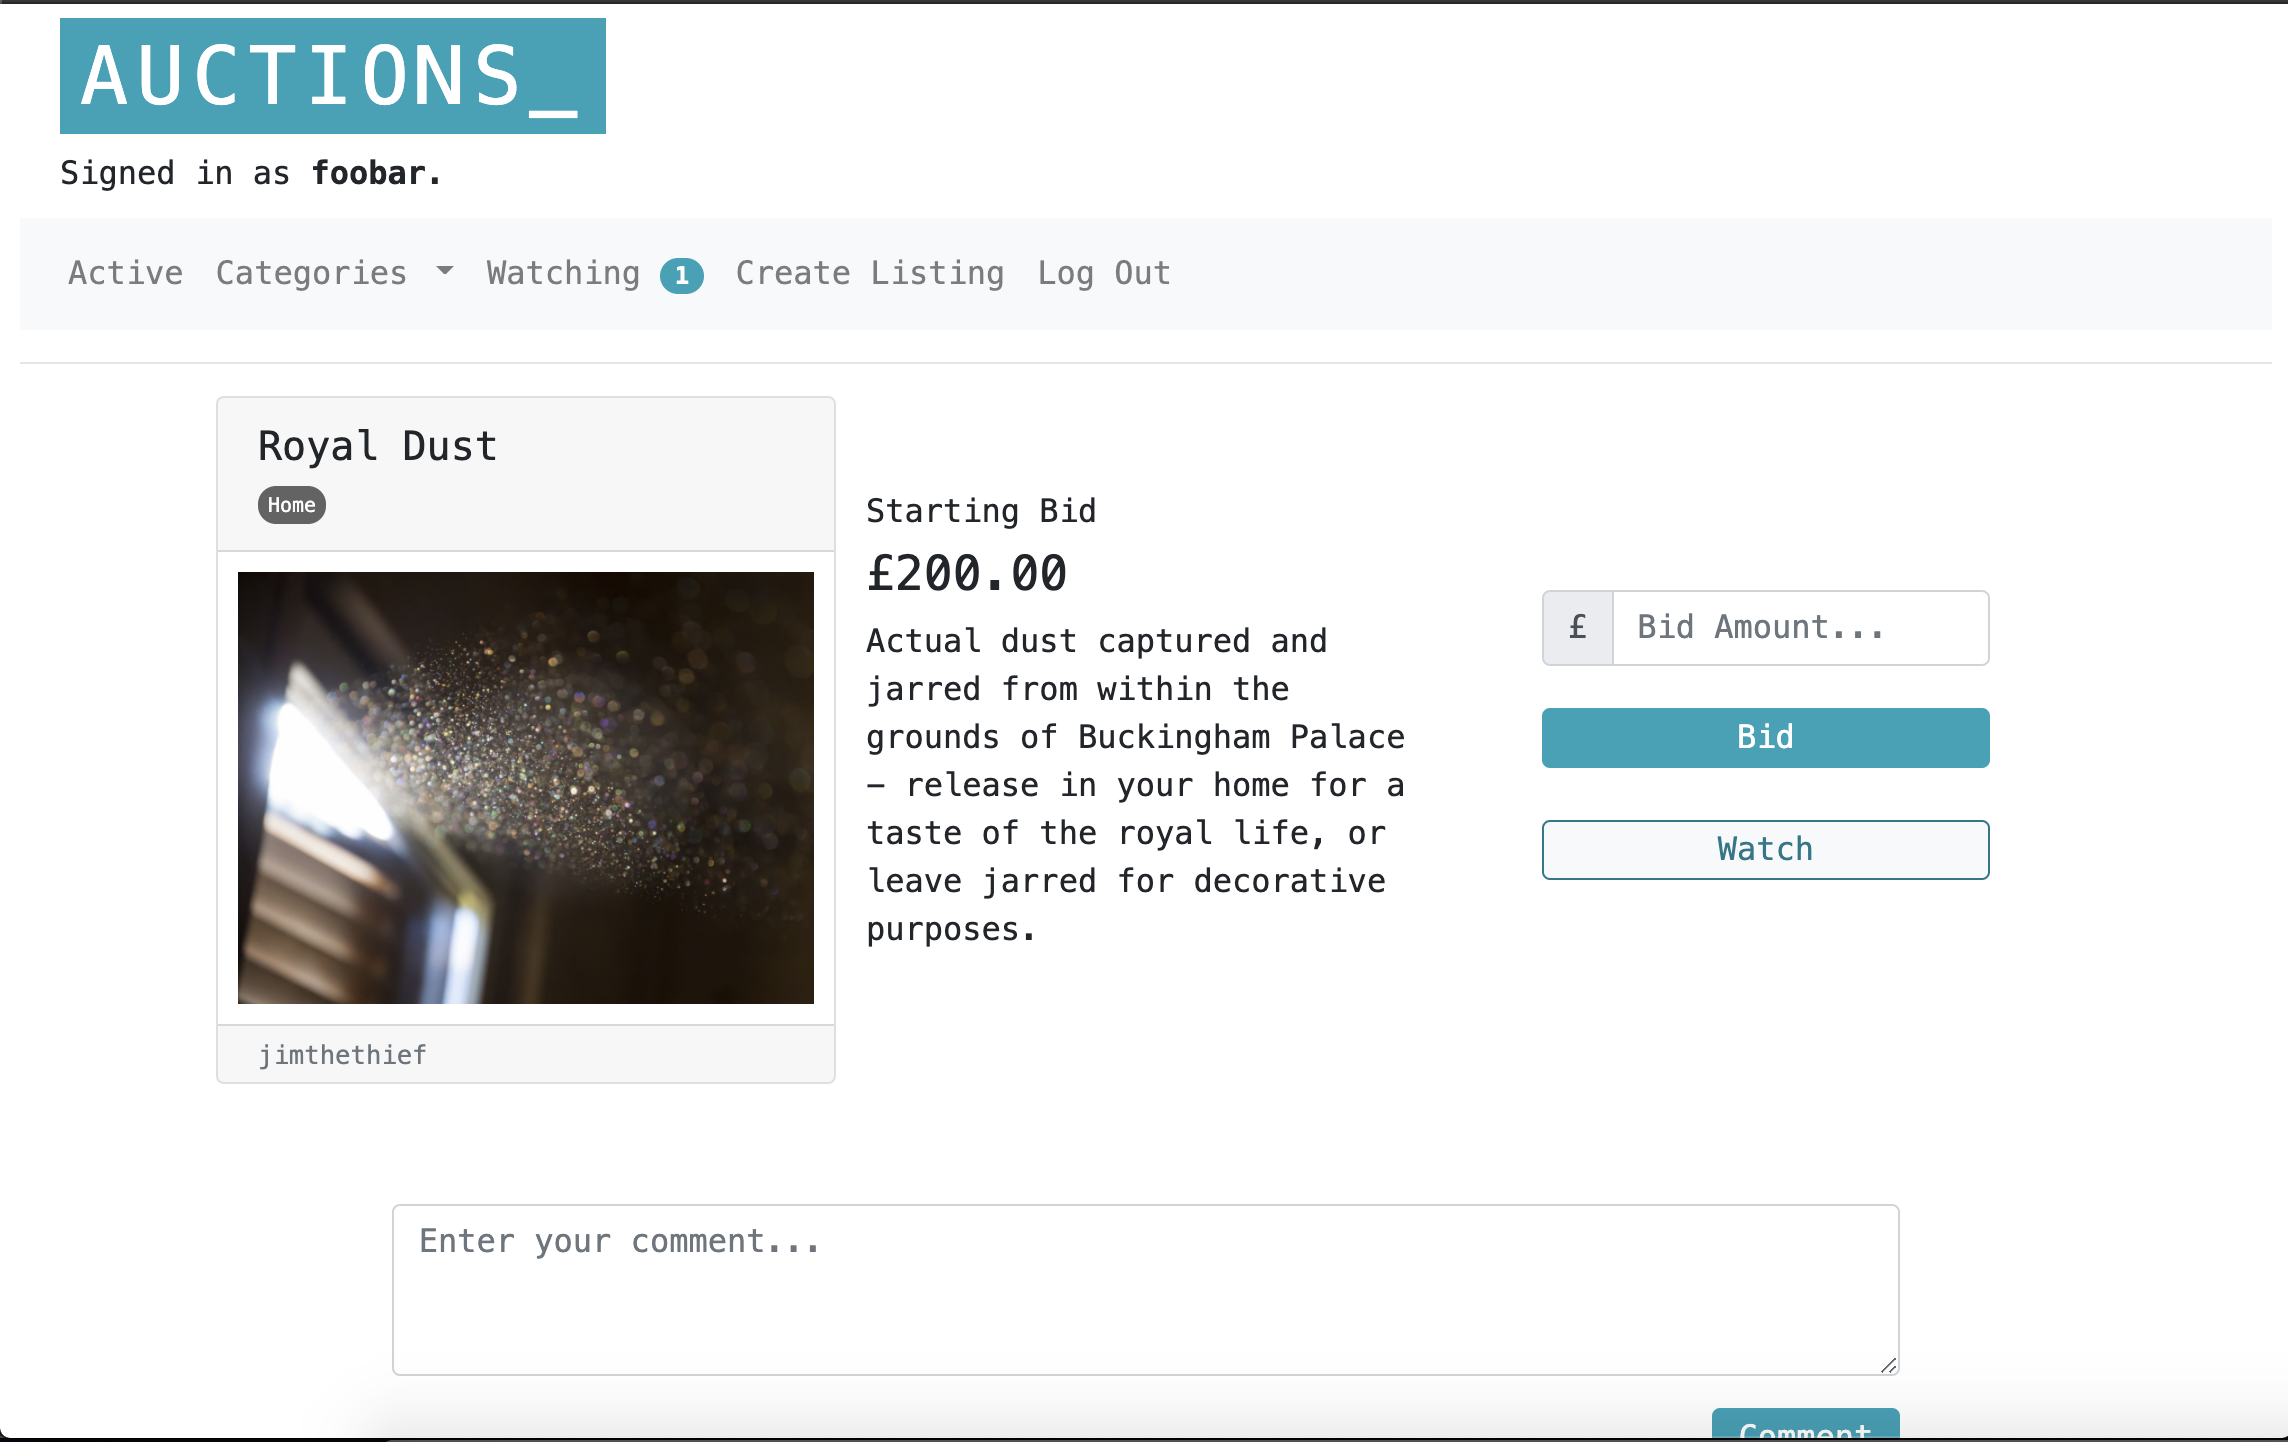 AUCTIONS_
Signed in as foobar.
Active Categories Watching 1 Create Listing Log Out
Royal Dust
Home
jimthethief
Starting Bid
£200.00
Actual dust captured and
jarred from within the
grounds of Buckingham Palace
– release in your home for a
taste of the royal life, or
leave jarred for decorative
purposes.
£ Bid Amount...
Bid
Watch
Enter your comment...
Comment